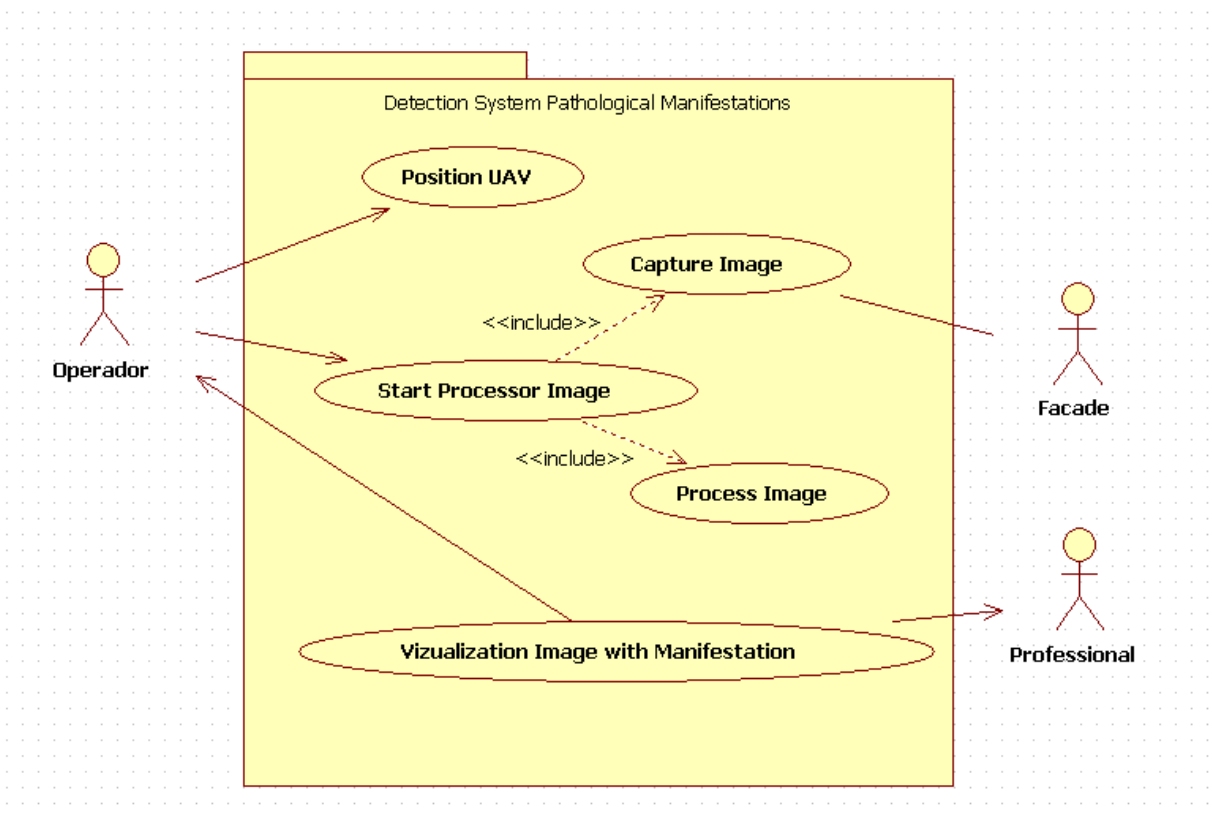 Detection System Pathological Manifestations
Position UAV
Capture Image
<<include>>
Operador
Start Processor Image
Facade
<<include>>
Process Image
Vizualization Image with Manifestation
Professional